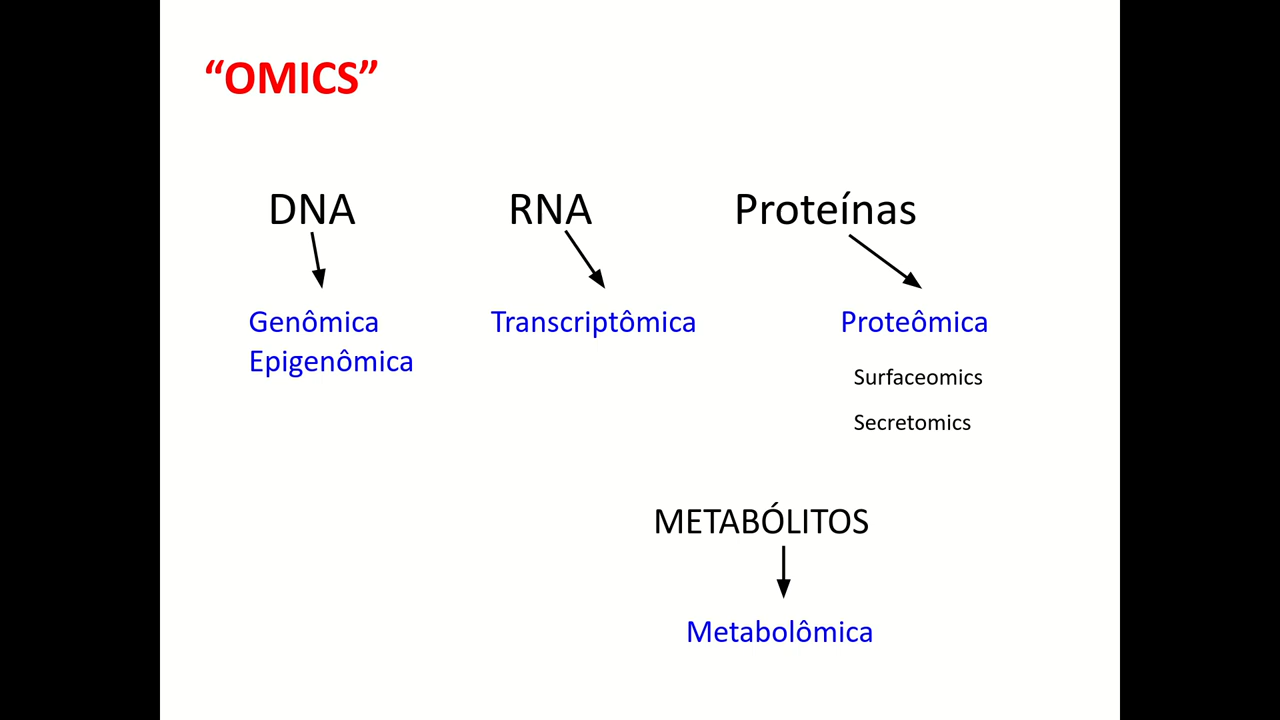 “OMICS”
DNA
RNA
Proteínas
Genômica
Epigenômica
Transcriptômica
Proteômica
Surfaceomics
Secretomics
METABÓLITOS
Metabolômica